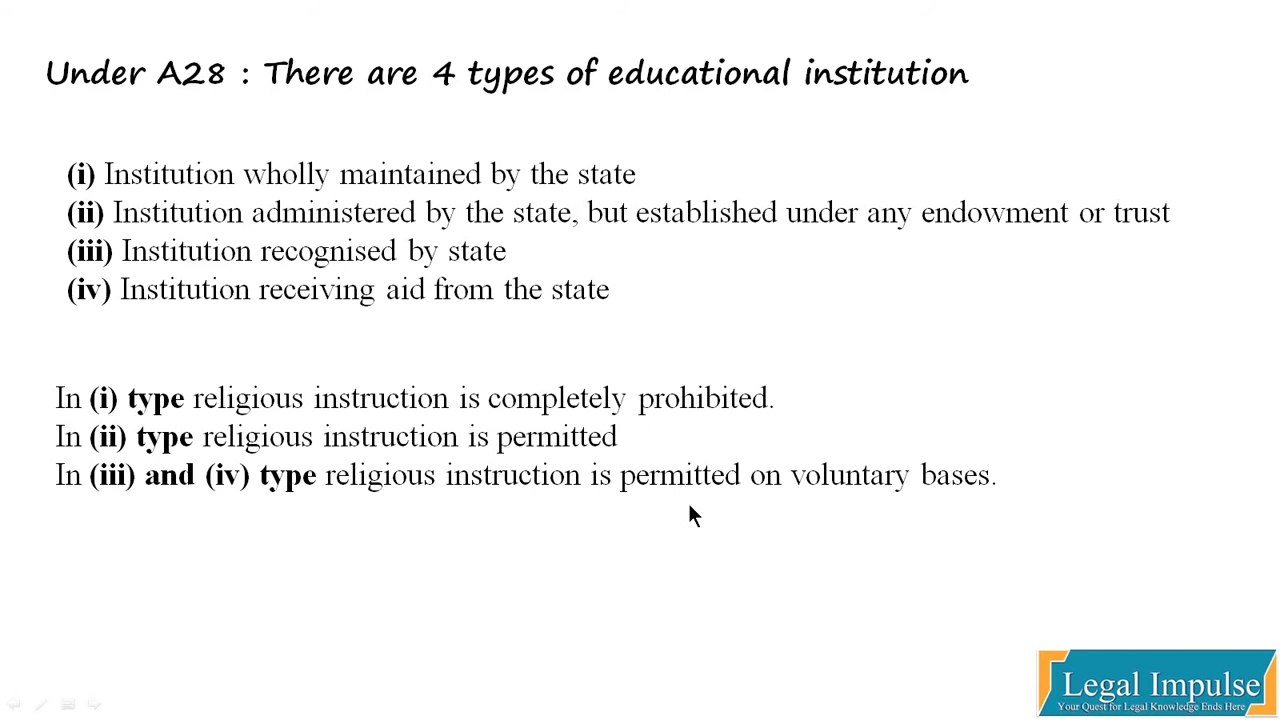 Under A28 : There are 4 types of educational institution
(i) Institution wholly maintained by the state
(ii) Institution administered by the state, but established under any endowment or trust
(iii) Institution recognised by state
(iv) Institution receiving aid from the state
In (i) type religious instruction is completely prohibited.
In (ii) type religious instruction is permitted
In (iii) and (iv) type religious instruction is permitted on voluntary bases.
Legal Impulse
Your Quest for Legal Knowledge Ends Here